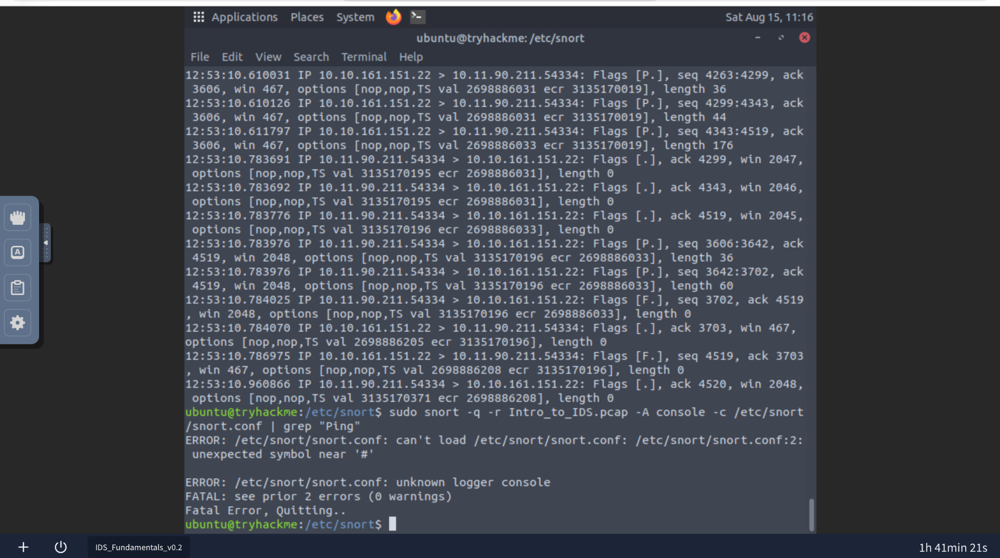 Applications Places System Sat Aug 15, 11:16
ubuntu@tryhackme: /etc/snort
File Edit View Search Terminal Help
12:53:10.610031 IP 10.10.161.151.22 > 10.11.90.211.54334: Flags [P.], seq 4263:4299, ack
3606, win 467, options [nop,nop,TS val 2698886031 ecr 3135170019], length 36
12:53:10.610126 IP 10.10.161.151.22 > 10.11.90.211.54334: Flags [P.], seq 4299:4343, ack
3606, win 467, options [nop,nop,TS val 2698886031 ecr 3135170019], length 44
12:53:10.611797 IP 10.10.161.151.22 > 10.11.90.211.54334: Flags [P.], seq 4343:4519, ack
3606, win 467, options [nop,nop,TS val 2698886033 ecr 3135170019], length 176
12:53:10.783691 IP 10.11.90.211.54334 > 10.10.161.151.22: Flags [.], ack 4299, win 2047,
options [nop,nop,TS val 3135170195 ecr 2698886031], length 0
12:53:10.783692 IP 10.11.90.211.54334 > 10.10.161.151.22: Flags [.], ack 4343, win 2046,
options [nop,nop,TS val 3135170195 ecr 2698886031], length 0
12:53:10.783776 IP 10.11.90.211.54334 > 10.10.161.151.22: Flags [.], ack 4519, win 2045,
options [nop,nop,TS val 3135170196 ecr 2698886033], length 0
12:53:10.783976 IP 10.11.90.211.54334 > 10.10.161.151.22: Flags [P.], seq 3606:3642, ack
4519, win 2048, options [nop,nop,TS val 3135170196 ecr 2698886033], length 36
12:53:10.783976 IP 10.11.90.211.54334 > 10.10.161.151.22: Flags [P.], seq 3642:3702, ack
4519, win 2048, options [nop,nop,TS val 3135170196 ecr 2698886033], length 60
12:53:10.784025 IP 10.11.90.211.54334 > 10.10.161.151.22: Flags [F.], seq 3702, ack 4519
, win 2048, options [nop,nop,TS val 3135170196 ecr 2698886033], length 0
12:53:10.784070 IP 10.10.161.151.22 > 10.11.90.211.54334: Flags [.], ack 3703, win 467,
options [nop,nop,TS val 2698886205 ecr 3135170196], length 0
12:53:10.786975 IP 10.10.161.151.22 > 10.11.90.211.54334: Flags [F.], seq 4519, ack 3703
, win 467, options [nop,nop,TS val 2698886208 ecr 3135170196], length 0
12:53:10.960866 IP 10.11.90.211.54334 > 10.10.161.151.22: Flags [.], ack 4520, win 2048,
options [nop,nop,TS val 3135170371 ecr 2698886208], length 0
ubuntu@tryhackme:/etc/snort$ sudo snort -q -r Intro_to_IDS.pcap -A console -c /etc/snort
/snort.conf | grep "Ping"
ERROR: /etc/snort/snort.conf: can't load /etc/snort/snort.conf: /etc/snort/snort.conf:2:
unexpected symbol near '#'
ERROR: /etc/snort/snort.conf: unknown logger console
FATAL: see prior 2 errors (0 warnings)
Fatal Error, Quitting..
ubuntu@tryhackme:/etc/snort$
IDS_Fundamentals_v0.2 1h 41min 21s